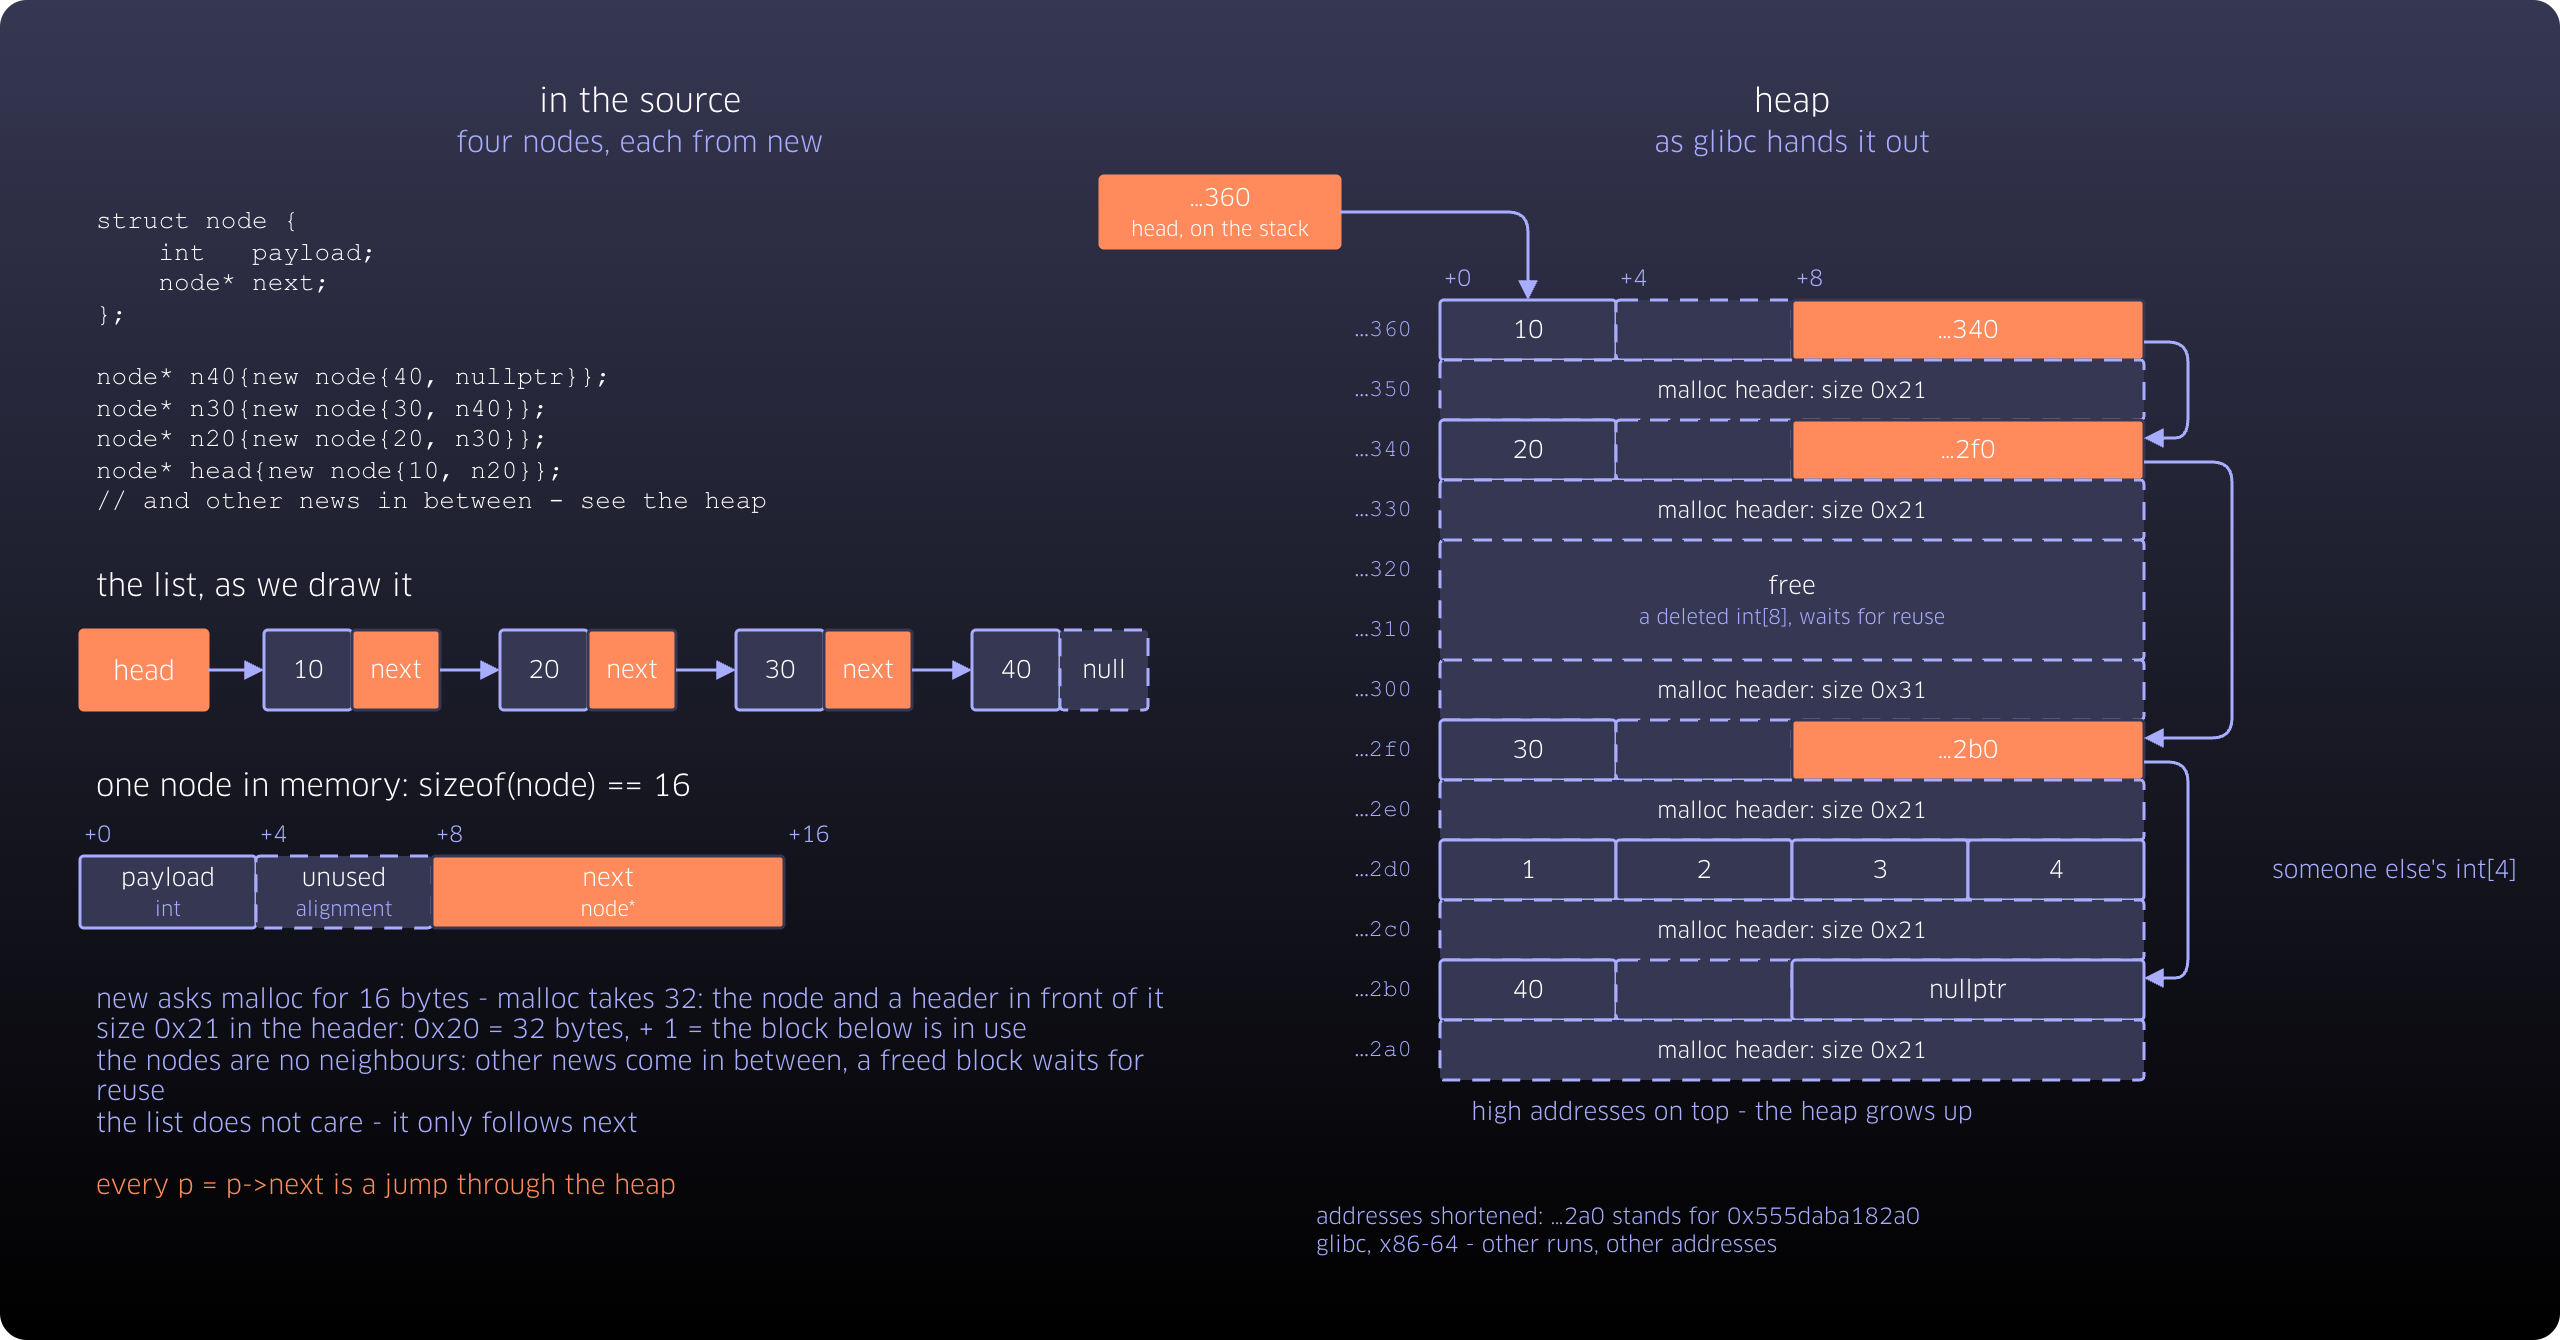 in the source
four nodes, each from new
struct node {
    int   payload;
    node* next;
};
node* n40{new node{40, nullptr}};
node* n30{new node{30, n40}};
node* n20{new node{20, n30}};
node* head{new node{10, n20}};
// and other news in between - see the heap
the list, as we draw it
head
10
next
20
next
30
next
40
null
one node in memory: sizeof(node) == 16
+0
+4
+8
+16
payload
int
unused
alignment
next
node*
new asks malloc for 16 bytes - malloc takes 32: the node and a header in front of it
size 0x21 in the header: 0x20 = 32 bytes, + 1 = the block below is in use
the nodes are no neighbours: other news come in between, a freed block waits for
reuse
the list does not care - it only follows next
every p = p->next is a jump through the heap
heap
as glibc hands it out
...360
head, on the stack
+0
+4
+8
...360
10
...340
...350
malloc header: size 0x21
...340
20
...2f0
...330
malloc header: size 0x21
...320
free
a deleted int[8], waits for reuse
...310
...300
malloc header: size 0x31
...2f0
30
...2b0
...2e0
malloc header: size 0x21
...2d0
1
2
3
4
someone else's int[4]
...2c0
malloc header: size 0x21
...2b0
40
nullptr
...2a0
malloc header: size 0x21
high addresses on top - the heap grows up
addresses shortened: ...2a0 stands for 0x555daba182a0
glibc, x86-64 - other runs, other addresses